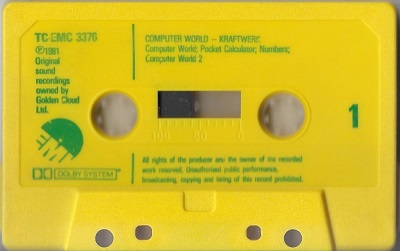 TC-EMC 3370
COMPUTER WORLD – KRAFTWERK
℗1981
Computer World; Pocket Calculator; Numbers;
Computer World 2
Original
sound
recordings
owned by
Golden Cloud
Ltd.
1
100 50 0
EMI
All rights of the producer and the owner of the recorded
work reserved. Unauthorised public performance,
broadcasting, copying and hiring of this record prohibited.
DOLBY SYSTEM